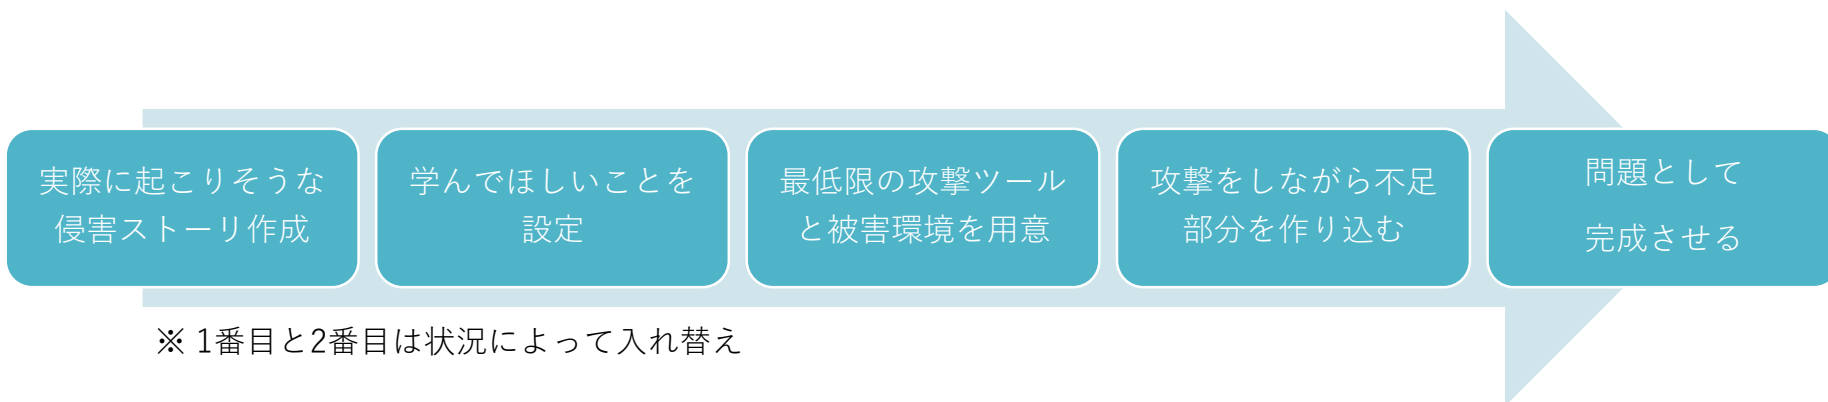 実際に起こりそうな
侵害ストーリ作成
学んでほしいことを
設定
最低限の攻撃ツール
と被害環境を用意
攻撃をしながら不足
部分を作り込む
問題として
完成させる
※ 1番目と2番目は状況によって入れ替え